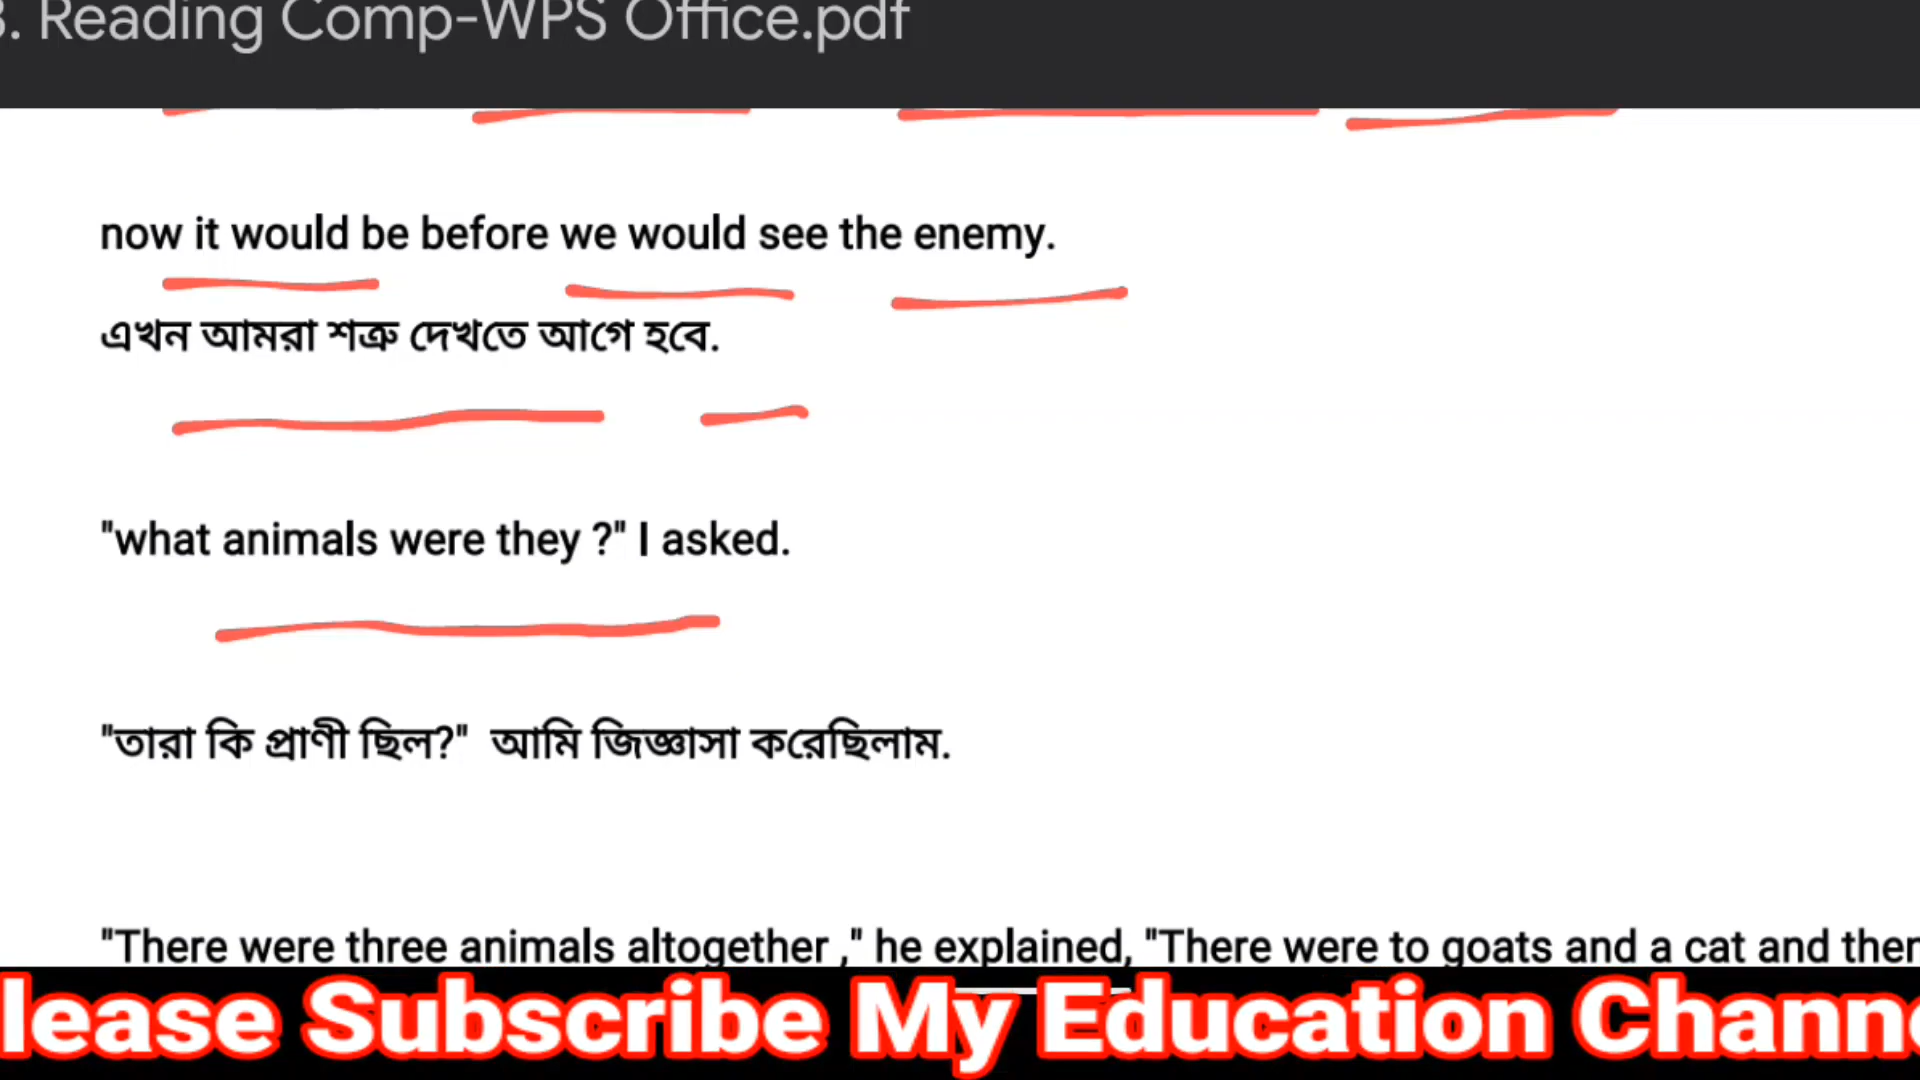 3. Reading Comp-WPS Office.pdf
now it would be before we would see the enemy.
এখন আমরা শত্রু দেখতে আগে হবে.
"what animals were they ?" I asked.
"তারা কি প্রাণী ছিল?" আমি জিজ্ঞাসা করেছিলাম.
"There were three animals altogether ," he explained, "There were to goats and a cat and then
lease Subscribe My Education Channe